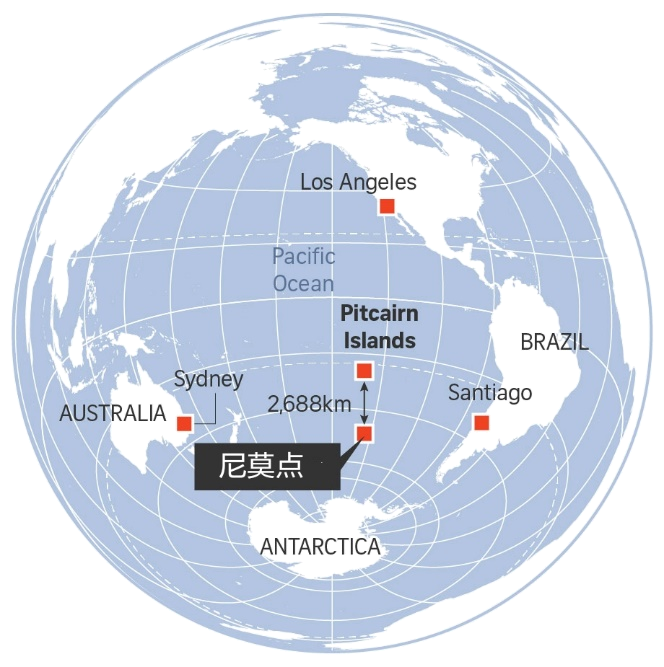 Los Angeles
Pacific
Ocean
Pitcairn
Islands
BRAZIL
Sydney
Santiago
2,688km
AUSTRALIA
尼莫点
ANTARCTICA